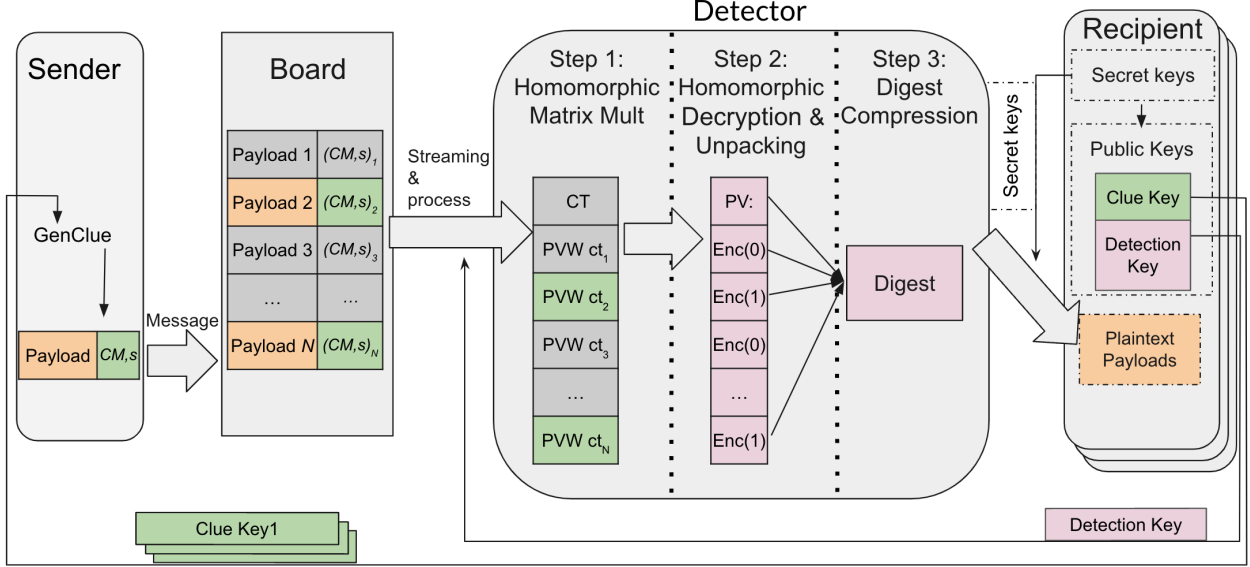 Detector
Sender
GenClue
Payload CM,s
Message
Board
Payload 1 (CM,s)1
Payload 2 (CM,s)2
Payload 3 (CM,s)3
... ...
Payload N (CM,s)N
Streaming
&
process
Step 1:
Homomorphic
Matrix Mult
CT
PVW ct1
PVW ct2
PVW ct3
...
PVW ctN
Step 2:
Homomorphic
Decryption &
Unpacking
PV:
Enc(0)
Enc(1)
Enc(0)
...
Enc(1)
Step 3:
Digest
Compression
Digest
Secret keys
Recipient
Secret keys
Public Keys
Clue Key
Detection
Key
Plaintext
Payloads
Clue Key1
Detection Key